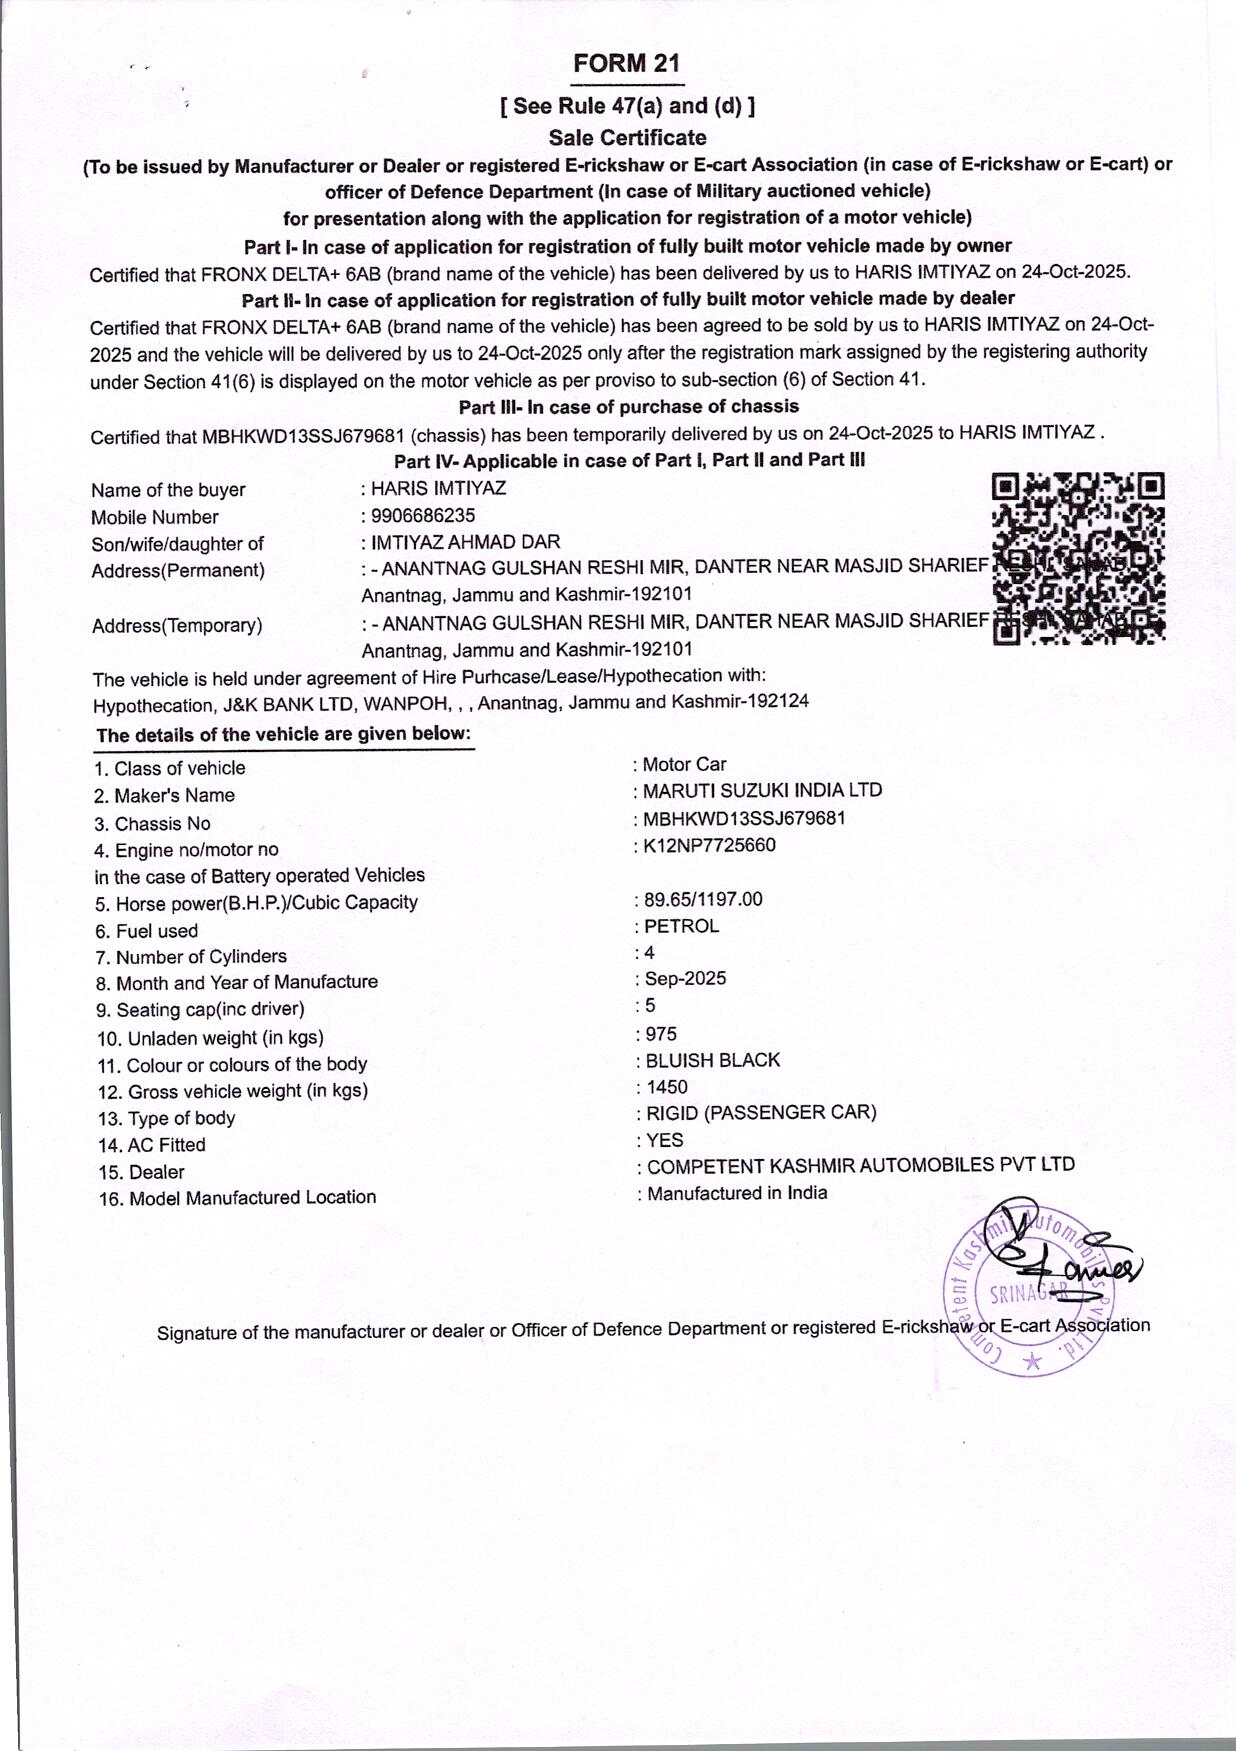 FORM 21
[ See Rule 47(a) and (d) ]
Sale Certificate
(To be issued by Manufacturer or Dealer or registered E-rickshaw or E-cart Association (in case of E-rickshaw or E-cart) or
officer of Defence Department (In case of Military auctioned vehicle)
for presentation along with the application for registration of a motor vehicle)
Part I- In case of application for registration of fully built motor vehicle made by owner
Certified that FRONX DELTA+ 6AB (brand name of the vehicle) has been delivered by us to HARIS IMTIYAZ on 24-Oct-2025.
Part II- In case of application for registration of fully built motor vehicle made by dealer
Certified that FRONX DELTA+ 6AB (brand name of the vehicle) has been agreed to be sold by us to HARIS IMTIYAZ on 24-Oct-
2025 and the vehicle will be delivered by us to 24-Oct-2025 only after the registration mark assigned by the registering authority
under Section 41(6) is displayed on the motor vehicle as per proviso to sub-section (6) of Section 41.
Part III- In case of purchase of chassis
Certified that MBHKWD13SSJ679681 (chassis) has been temporarily delivered by us on 24-Oct-2025 to HARIS IMTIYAZ .
Part IV- Applicable in case of Part I, Part II and Part III
Name of the buyer : HARIS IMTIYAZ
Mobile Number : 9906686235
Son/wife/daughter of : IMTIYAZ AHMAD DAR
Address(Permanent) : - ANANTNAG GULSHAN RESHI MIR, DANTER NEAR MASJID SHARIEF RESHI SAHAB,
Anantnag, Jammu and Kashmir-192101
Address(Temporary) : - ANANTNAG GULSHAN RESHI MIR, DANTER NEAR MASJID SHARIEF RESHI SAHAB,
Anantnag, Jammu and Kashmir-192101
The vehicle is held under agreement of Hire Purhcase/Lease/Hypothecation with:
Hypothecation, J&K BANK LTD, WANPOH, , , Anantnag, Jammu and Kashmir-192124
The details of the vehicle are given below:
1. Class of vehicle : Motor Car
2. Maker's Name : MARUTI SUZUKI INDIA LTD
3. Chassis No : MBHKWD13SSJ679681
4. Engine no/motor no : K12NP7725660
in the case of Battery operated Vehicles
5. Horse power(B.H.P.)/Cubic Capacity : 89.65/1197.00
6. Fuel used : PETROL
7. Number of Cylinders : 4
8. Month and Year of Manufacture : Sep-2025
9. Seating cap(inc driver) : 5
10. Unladen weight (in kgs) : 975
11. Colour or colours of the body : BLUISH BLACK
12. Gross vehicle weight (in kgs) : 1450
13. Type of body : RIGID (PASSENGER CAR)
14. AC Fitted : YES
15. Dealer : COMPETENT KASHMIR AUTOMOBILES PVT LTD
16. Model Manufactured Location : Manufactured in India
Competent Kashmir Automobiles Pvt. Ltd.
SRINAGAR
Signature of the manufacturer or dealer or Officer of Defence Department or registered E-rickshaw or E-cart Association